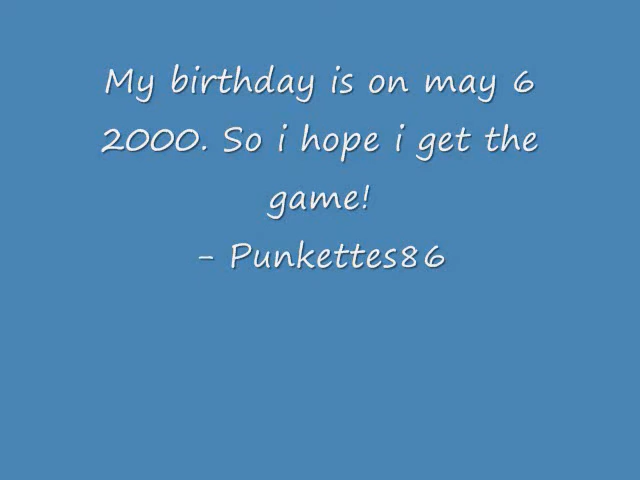 My birthday is on may 6
2000. So i hope i get the
game!
- Punkettes86